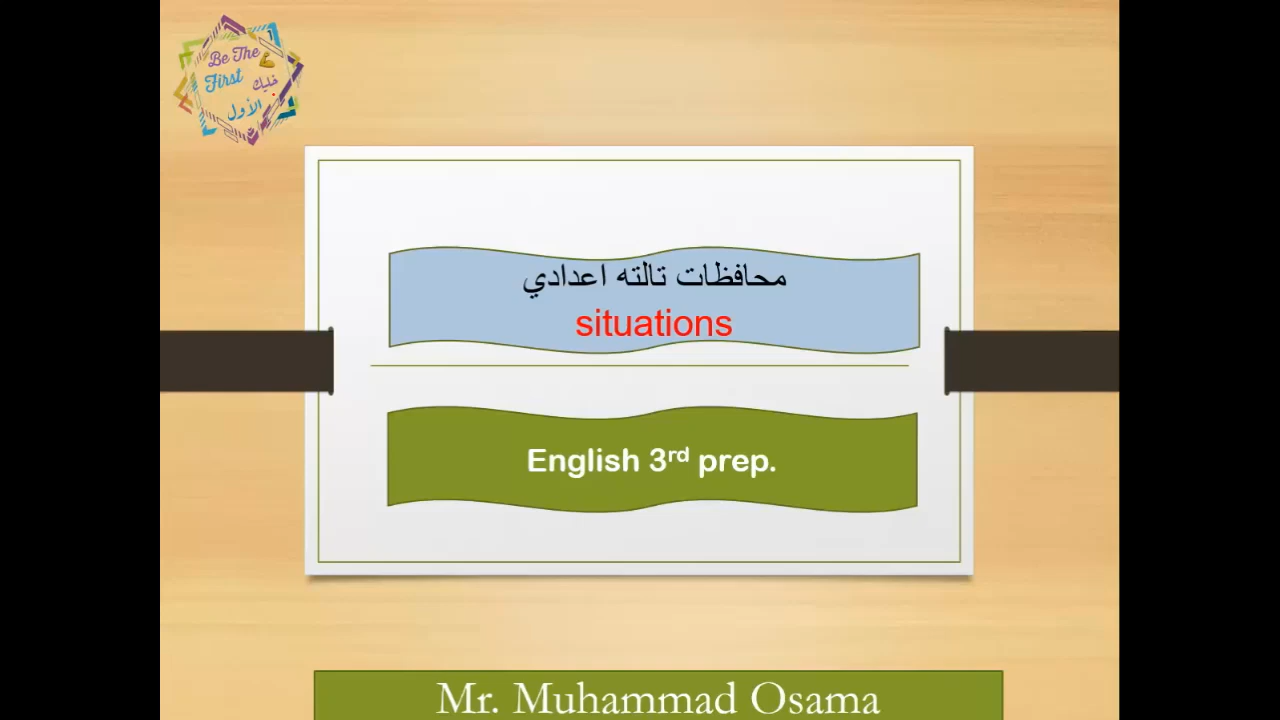 Be The
First
خليك
الأول
محافظات تالته اعدادي
situations
English 3rd prep.
Mr. Muhammad Osama